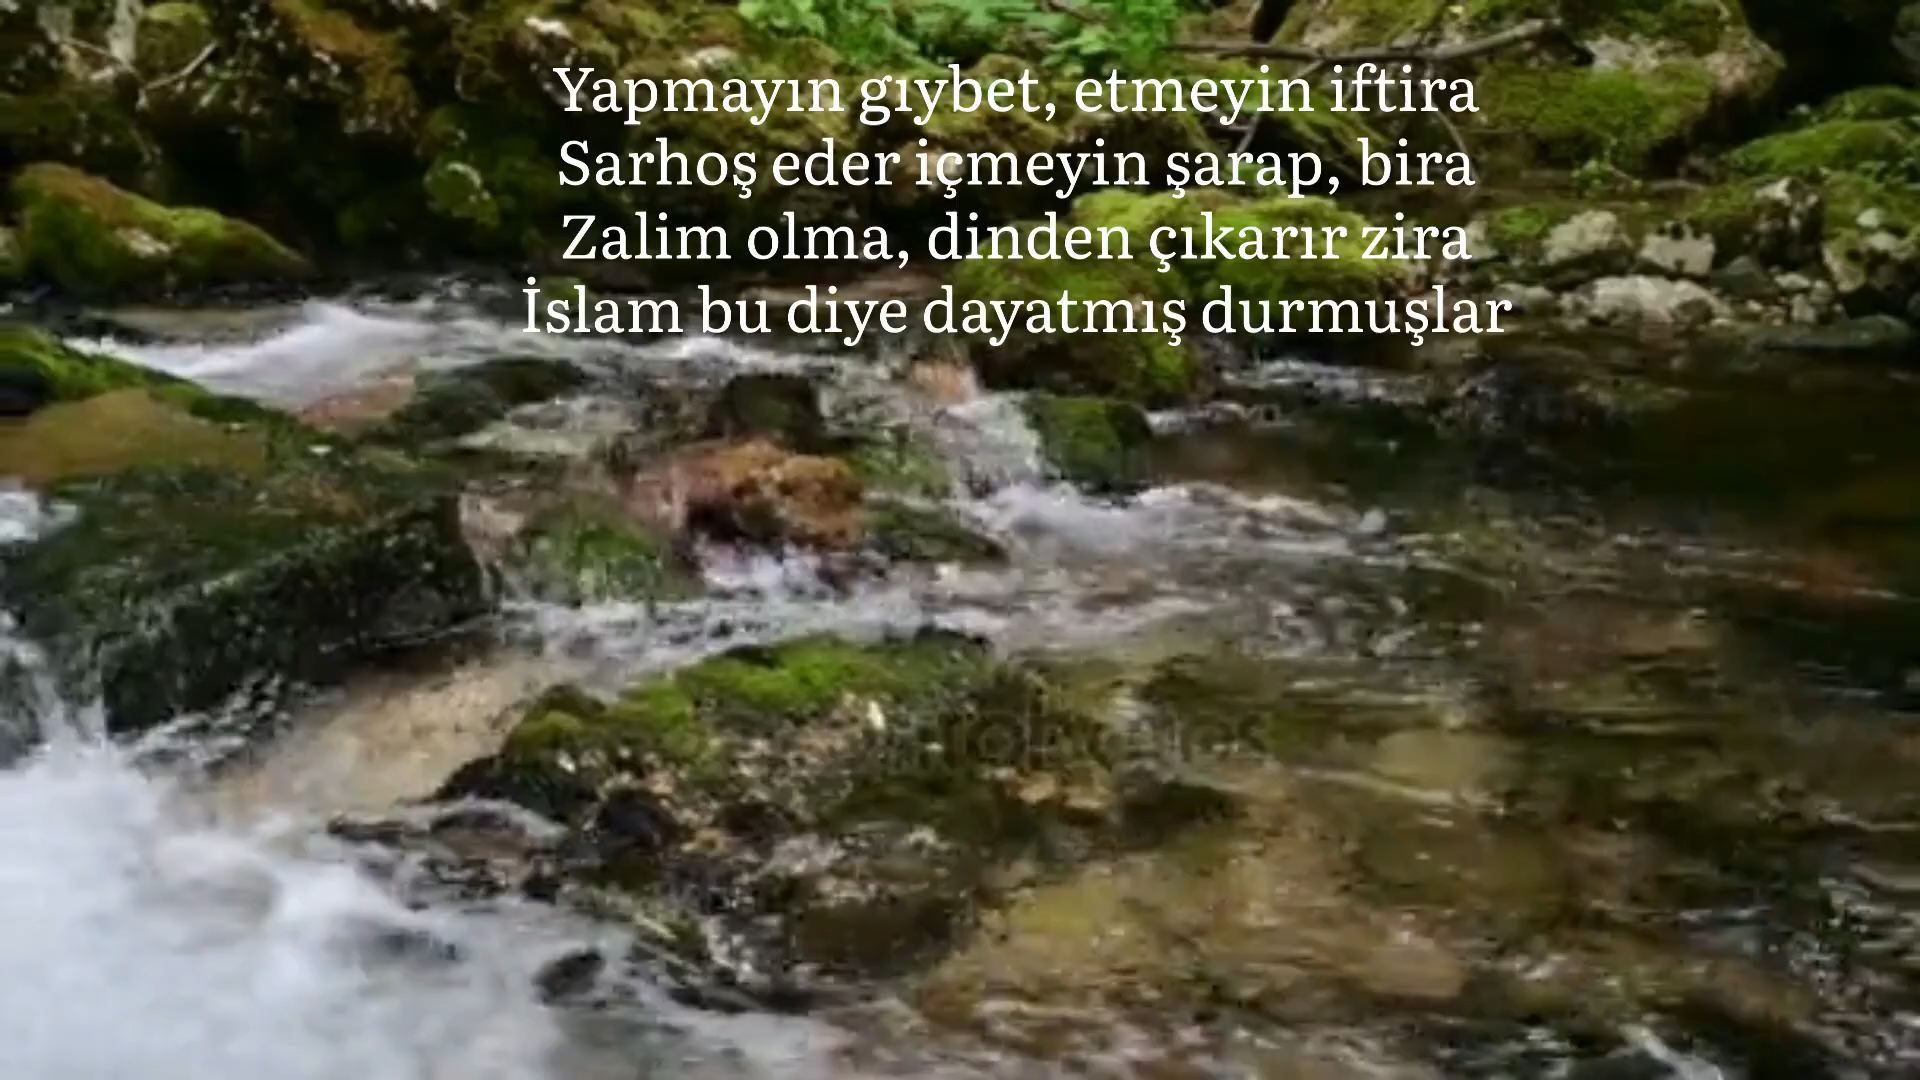 Yapmayın gıybet, etmeyin iftira
Sarhoş eder içmeyin şarap, bira
Zalim olma, dinden çıkarır zira
İslam bu diye dayatmış durmuşlar